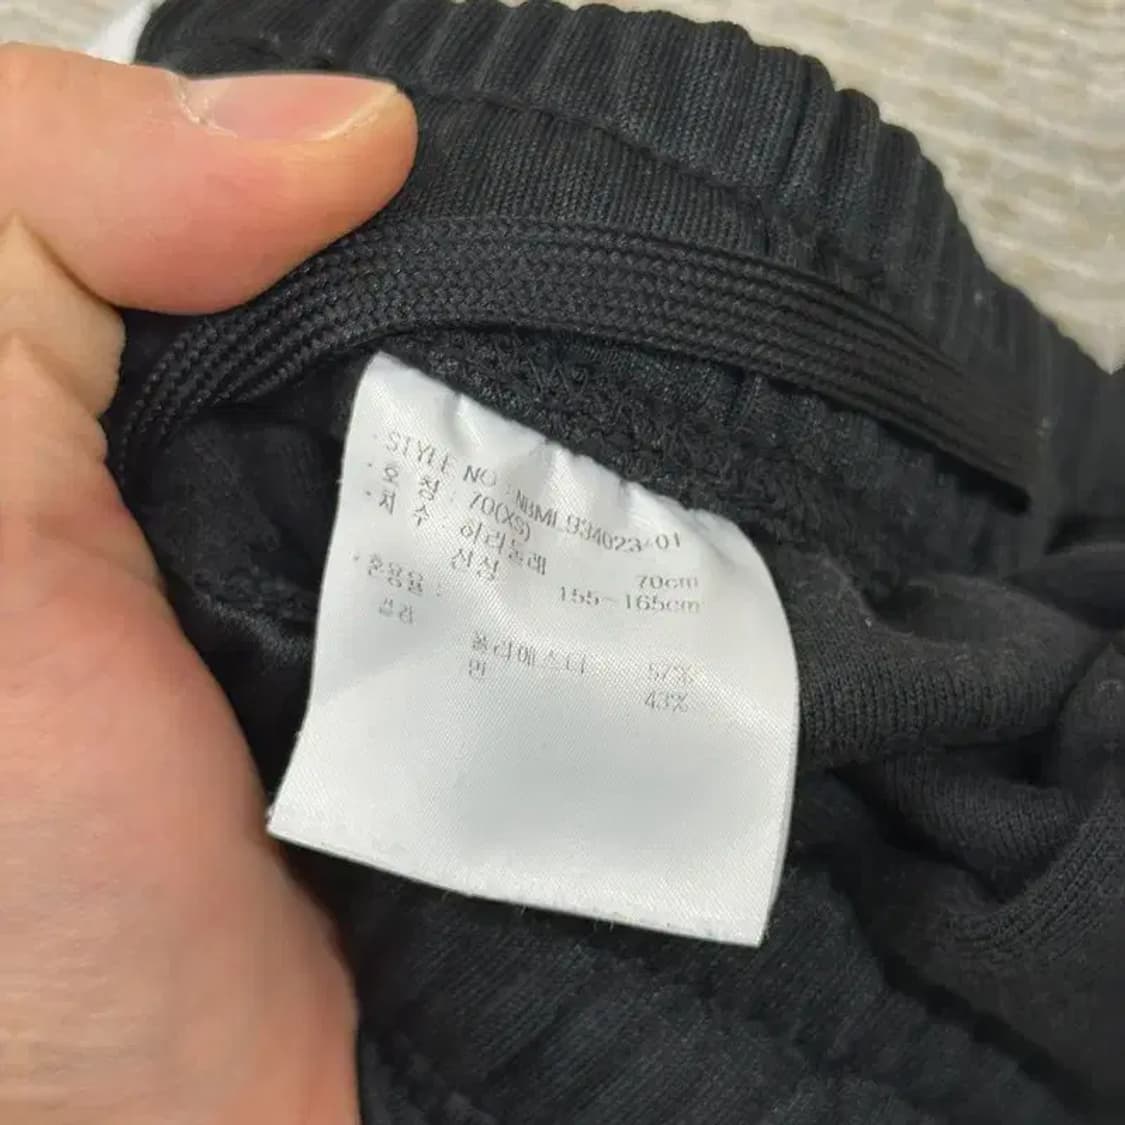 ·STYLE NO : NBML934023-01
·호 칭 : 70(XS)
·치 수 : 허리둘레 70cm
신장 155~165cm
·혼용율 :
겉감
폴리에스터 57%
면 43%